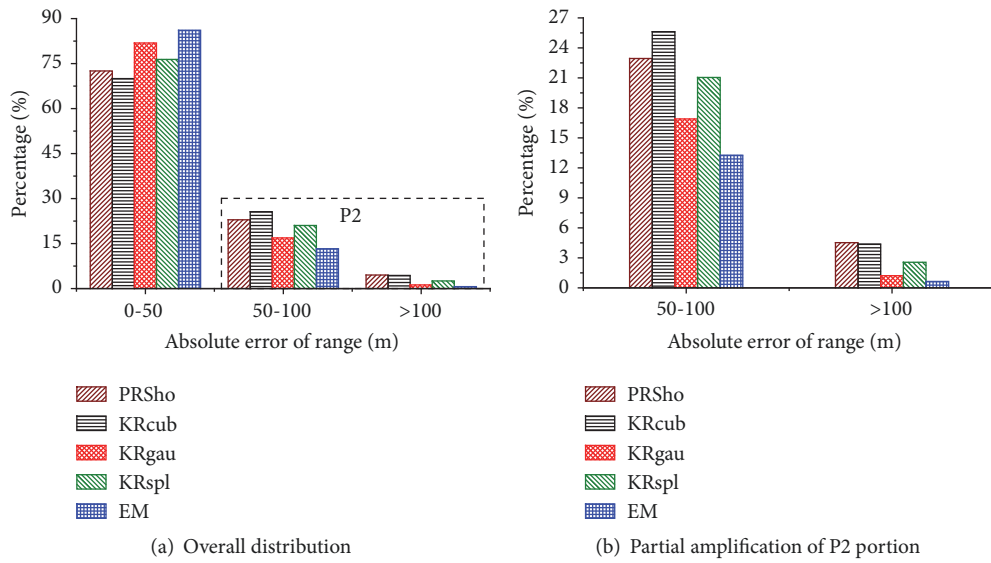 90
75
60
45
30
15
0
Percentage (%)
P2
0-50
50-100
>100
Absolute error of range (m)
PRSho
KRcub
KRgau
KRspl
EM
(a) Overall distribution
27
24
21
18
15
12
9
6
3
0
Percentage (%)
50-100
>100
Absolute error of range (m)
PRSho
KRcub
KRgau
KRspl
EM
(b) Partial amplification of P2 portion